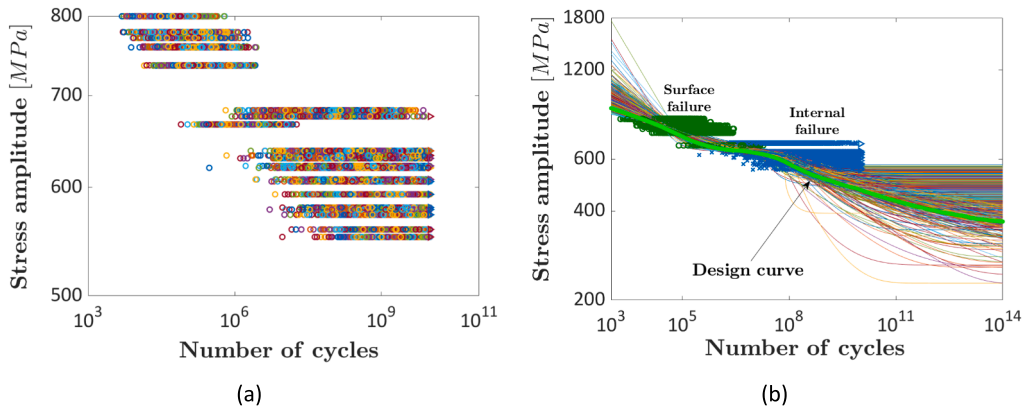 800
700
600
500
10^3
10^6
10^9
10^11
Stress amplitude [MPa]
Number of cycles
(a)
1800
1200
600
400
200
10^3
10^5
10^8
10^11
10^14
Stress amplitude [MPa]
Number of cycles
Surface
failure
Internal
failure
Design curve
(b)